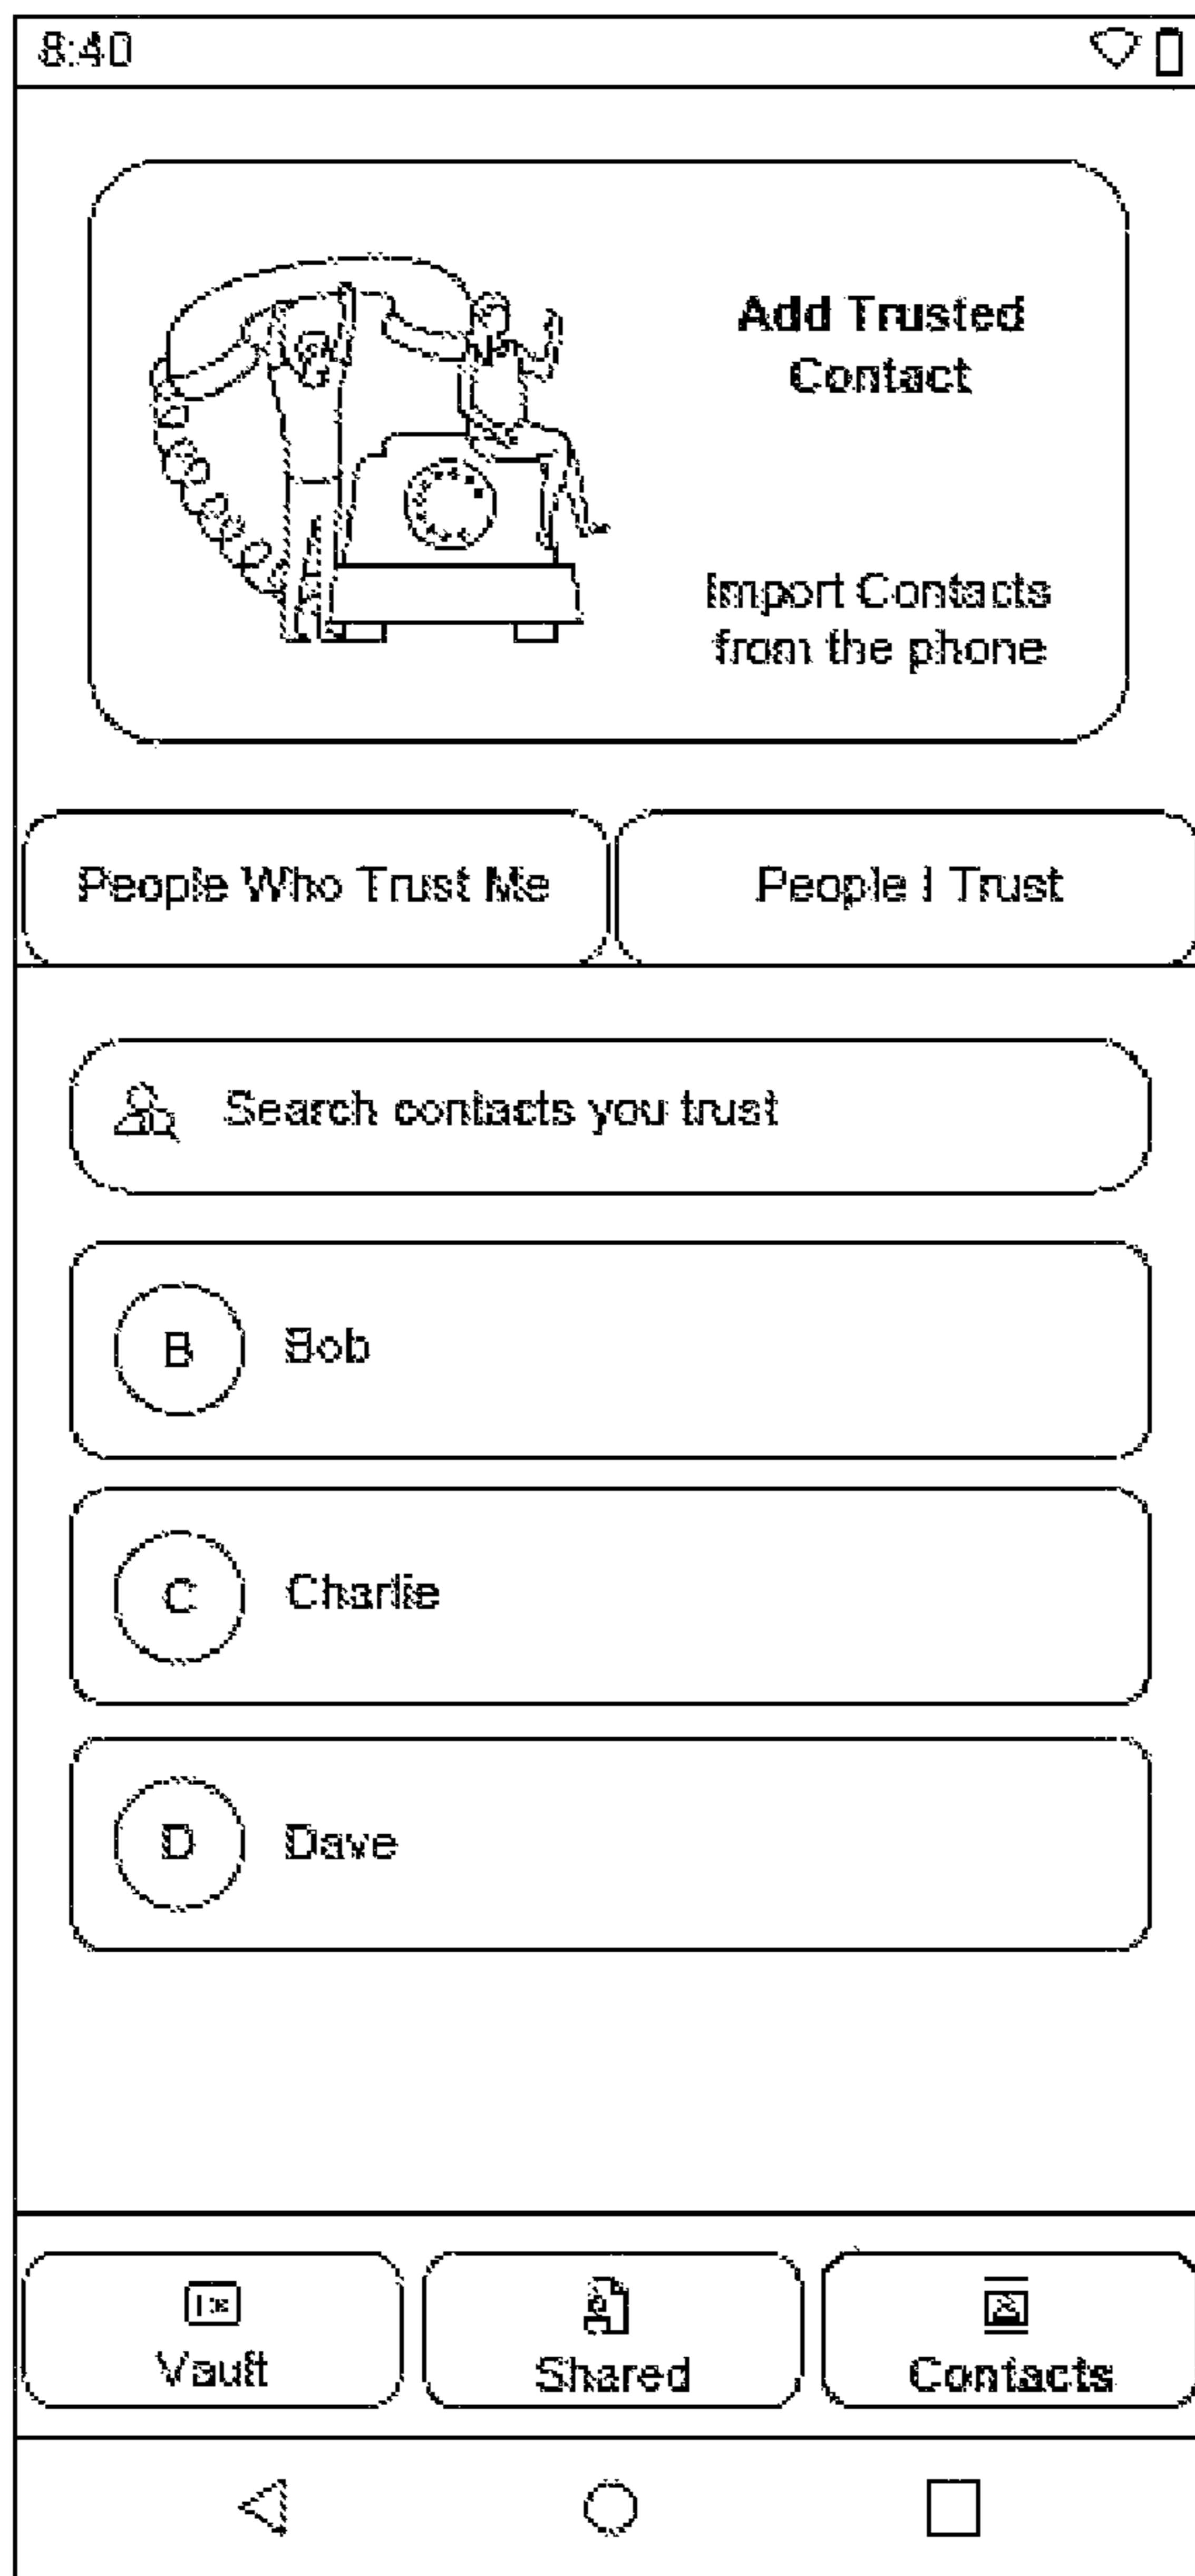 8:40
Add Trusted
Contact
Import Contacts
from the phone
People Who Trust Me
People I Trust
Search contacts you trust
B
Bob
C
Charlie
D
Dave
Vault
Shared
Contacts